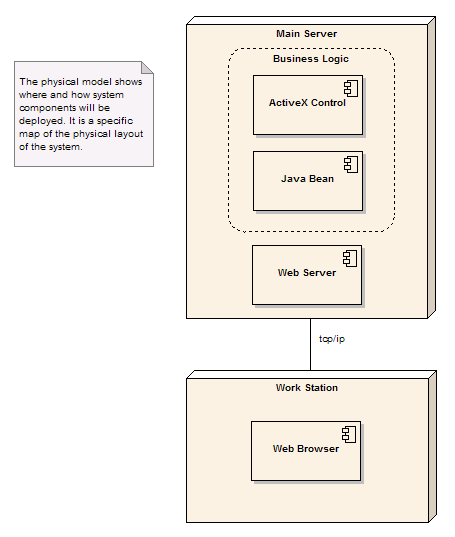 Main Server
Business Logic
ActiveX Control
The physical model shows
where and how system
components will be
deployed. It is a specific
map of the physical layout
of the system.
Java Bean
Web Server
tcp/ip
Work Station
Web Browser